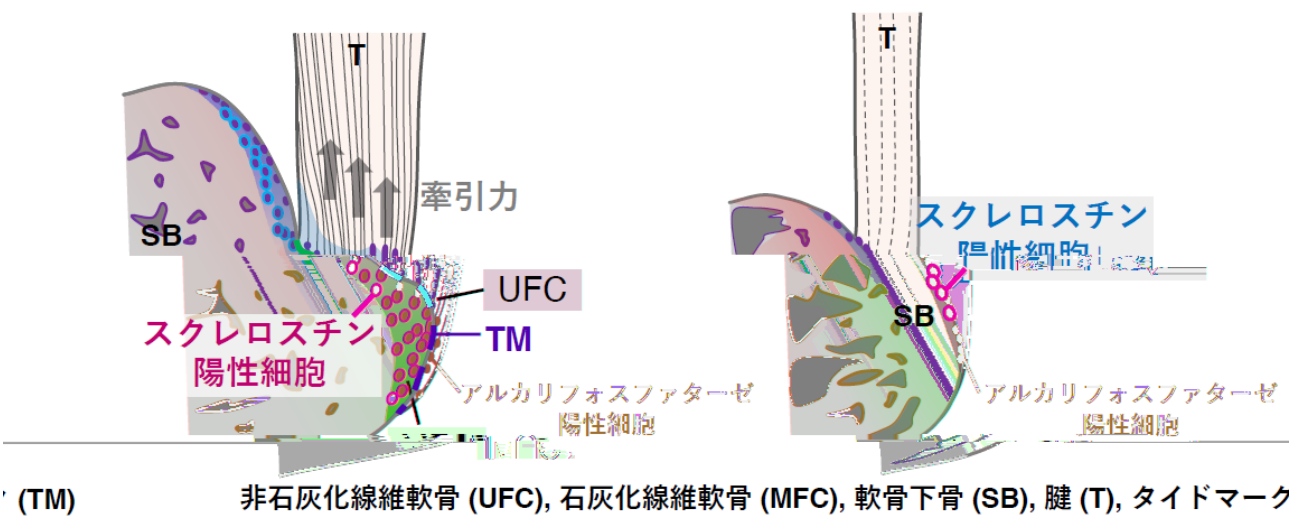 T
T
牽引力
スクレロスチン
陽性細胞
SB
UFC
SB
スクレロスチン
陽性細胞
TM
アルカリフォスファターゼ
陽性細胞
アルカリフォスファターゼ
陽性細胞
(TM)
非石灰化線維軟骨 (UFC), 石灰化線維軟骨 (MFC), 軟骨下骨 (SB), 腱 (T), タイドマーク